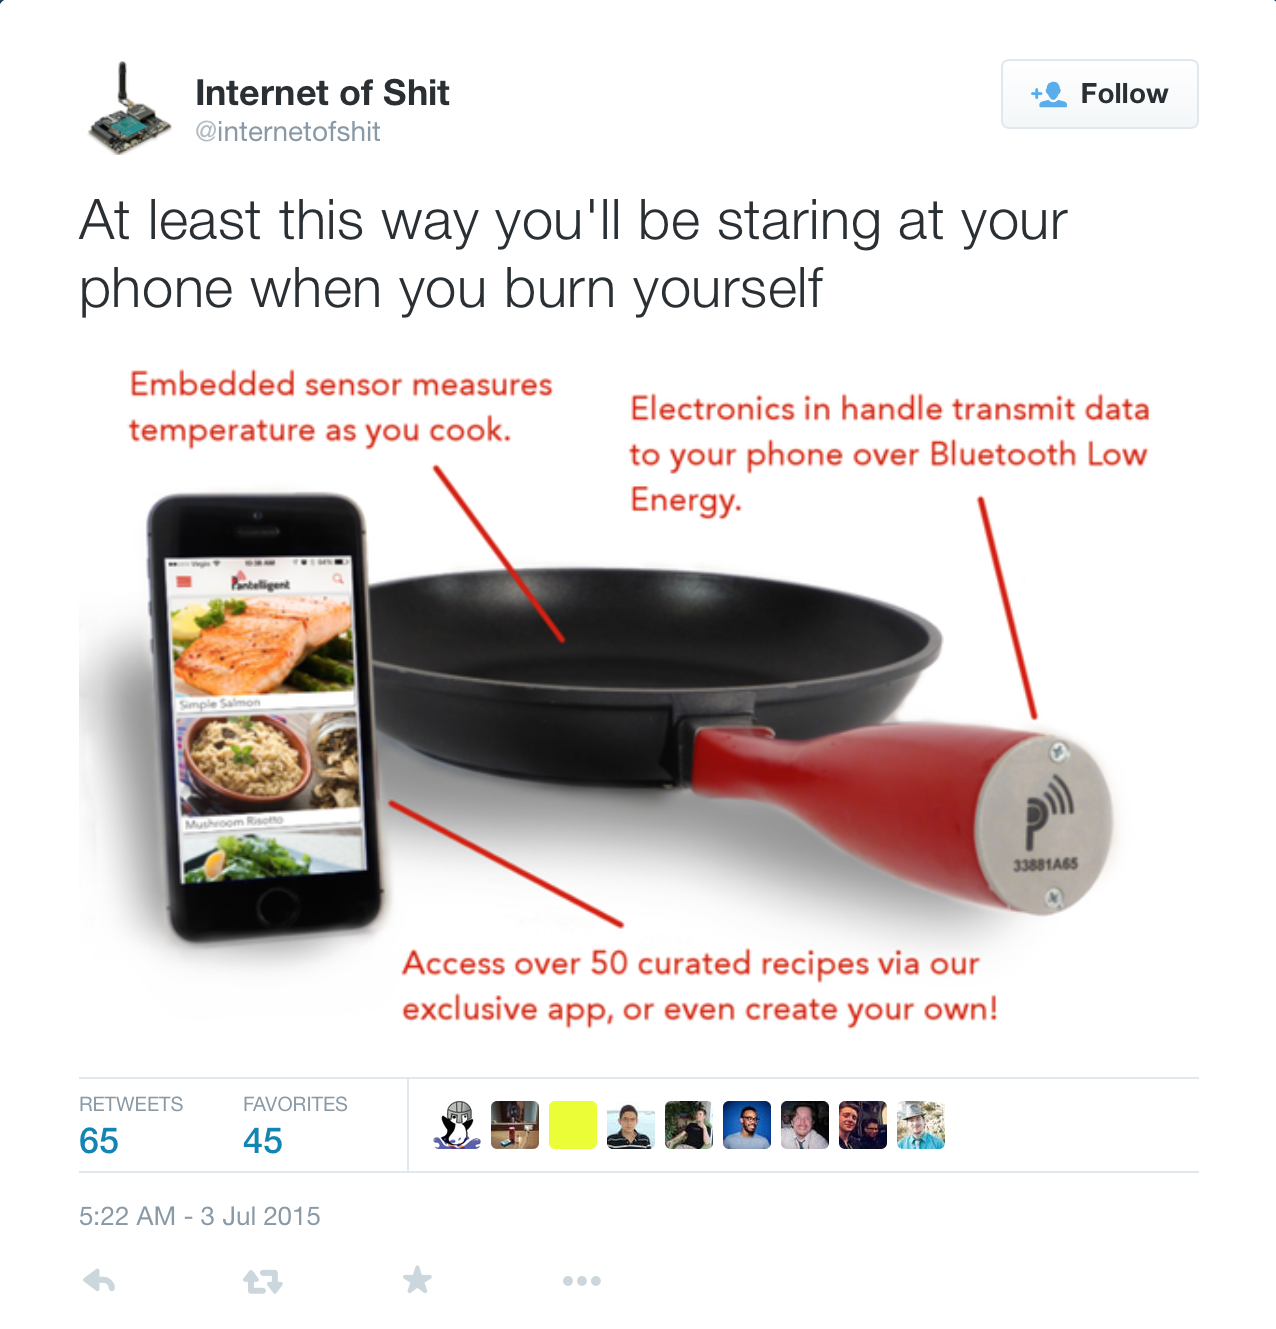 Internet of Shit
@internetofshit
Follow
At least this way you'll be staring at your
phone when you burn yourself
Embedded sensor measures
temperature as you cook.
Electronics in handle transmit data
to your phone over Bluetooth Low
Energy.
10:38 AM
Pantelligent
Simple Salmon
Mushroom Risotto
P
33881A65
Access over 50 curated recipes via our
exclusive app, or even create your own!
RETWEETS
65
FAVORITES
45
5:22 AM - 3 Jul 2015